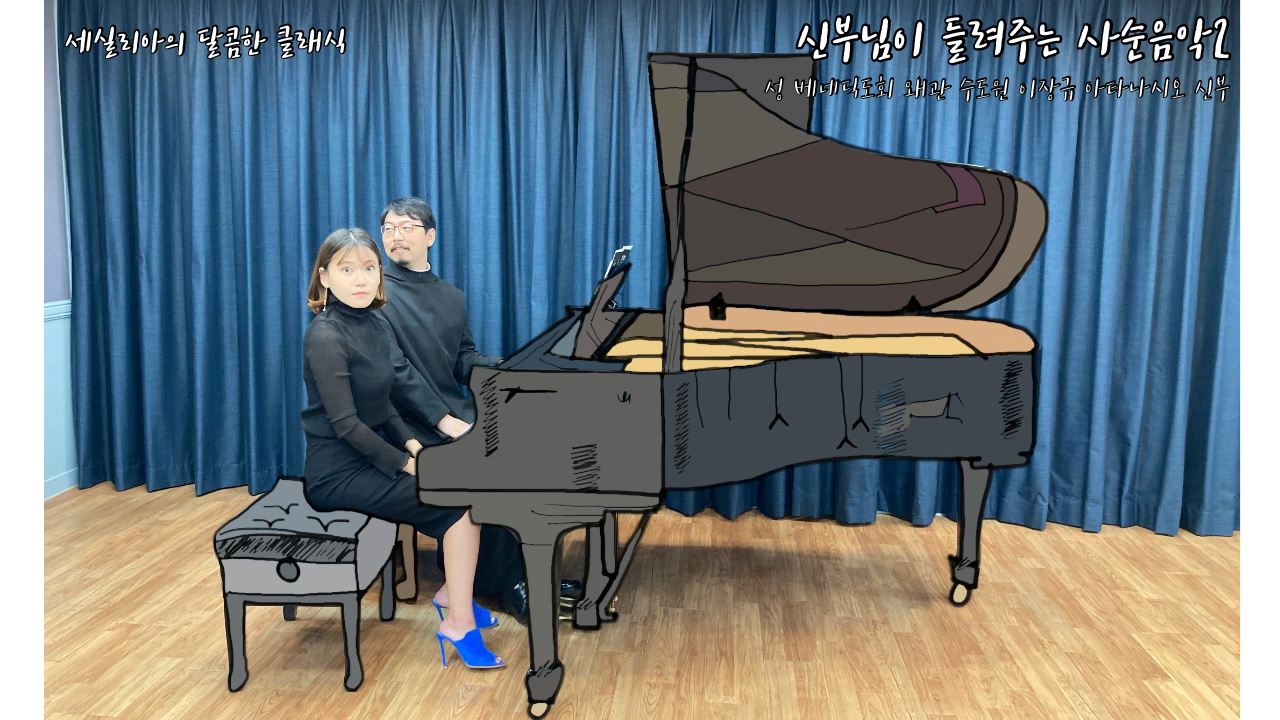 세실리아의 달콤한 클래식
신부님이 들려주는 사순음악2
성 베네딕도회 왜관 수도원 이장규 아타나시오 신부